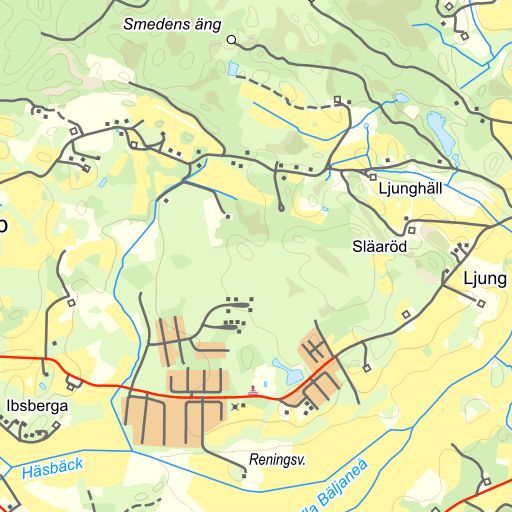 Smedens äng
Ljunghäll
Släaröd
Ljung
Ibsberga
Reningsv.
Häsbäck
lla Bäljaneå